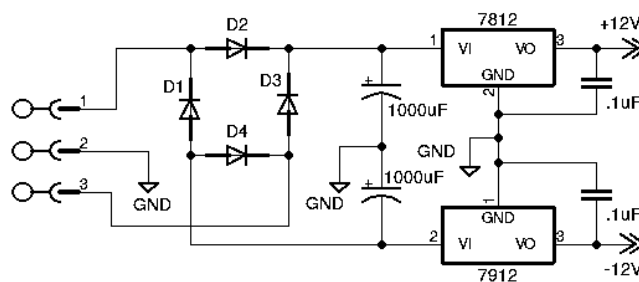 7812
+12V
D2
1
VI
VO
3
GND
2
D1
D3
+
1000uF
.1uF
1
2
GND
D4
GND
1000uF
+
GND
3
1
GND
.1uF
2
VI
VO
3
-12V
7912